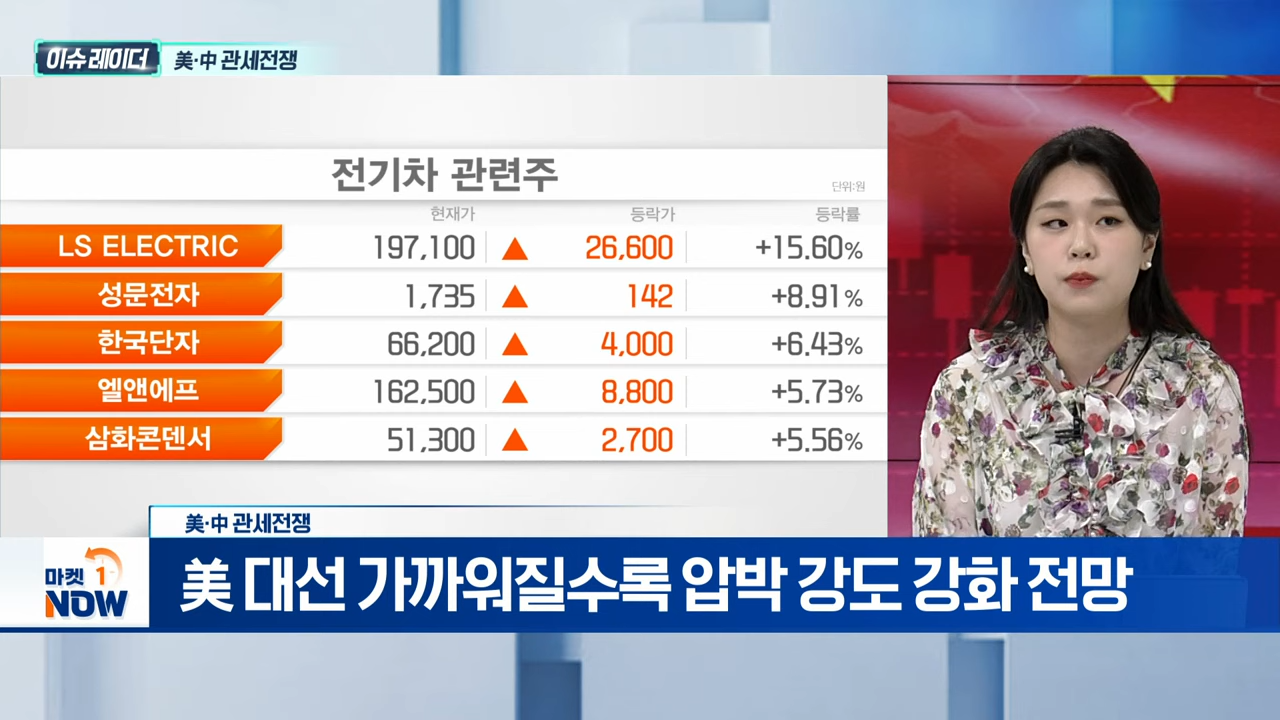 이슈레이더 美·中 관세전쟁
전기차 관련주
단위:원
현재가 등락가 등락률
LS ELECTRIC 197,100 ▲ 26,600 +15.60%
성문전자 1,735 ▲ 142 +8.91%
한국단자 66,200 ▲ 4,000 +6.43%
엘앤에프 162,500 ▲ 8,800 +5.73%
삼화콘덴서 51,300 ▲ 2,700 +5.56%
美·中 관세전쟁
마켓 1
NOW
美 대선 가까워질수록 압박 강도 강화 전망